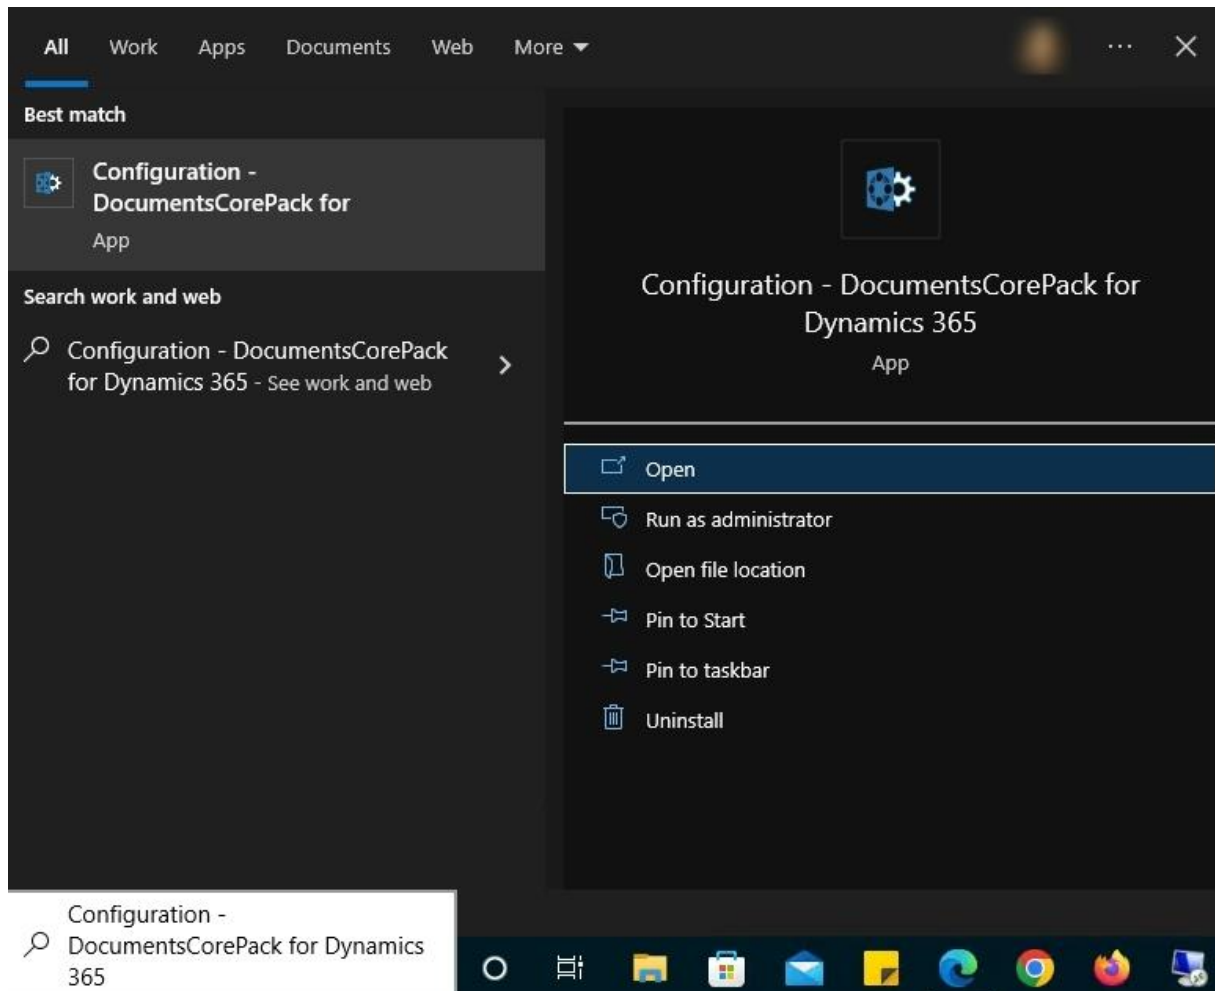 All Work Apps Documents Web More
Best match
Configuration -
DocumentsCorePack for
App
Search work and web
Configuration - DocumentsCorePack
for Dynamics 365 - See work and web
Configuration - DocumentsCorePack for
Dynamics 365
App
Open
Run as administrator
Open file location
Pin to Start
Pin to taskbar
Uninstall
Configuration -
DocumentsCorePack for Dynamics
365